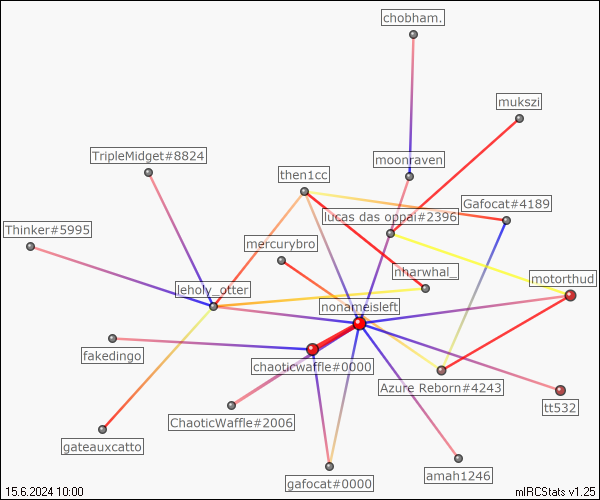 chobham.
mukszi
TripleMidget#8824
moonraven
then1cc
Gafocat#4189
lucas das oppai#2396
Thinker#5995
mercurybro
nharwhal_
motorthud
leholy_otter
nonameisleft
fakedingo
chaoticwaffle#0000
Azure Reborn#4243
tt532
ChaoticWaffle#2006
gateauxcatto
amah1246
gafocat#0000
15.6.2024 10:00
mIRCStats v1.25